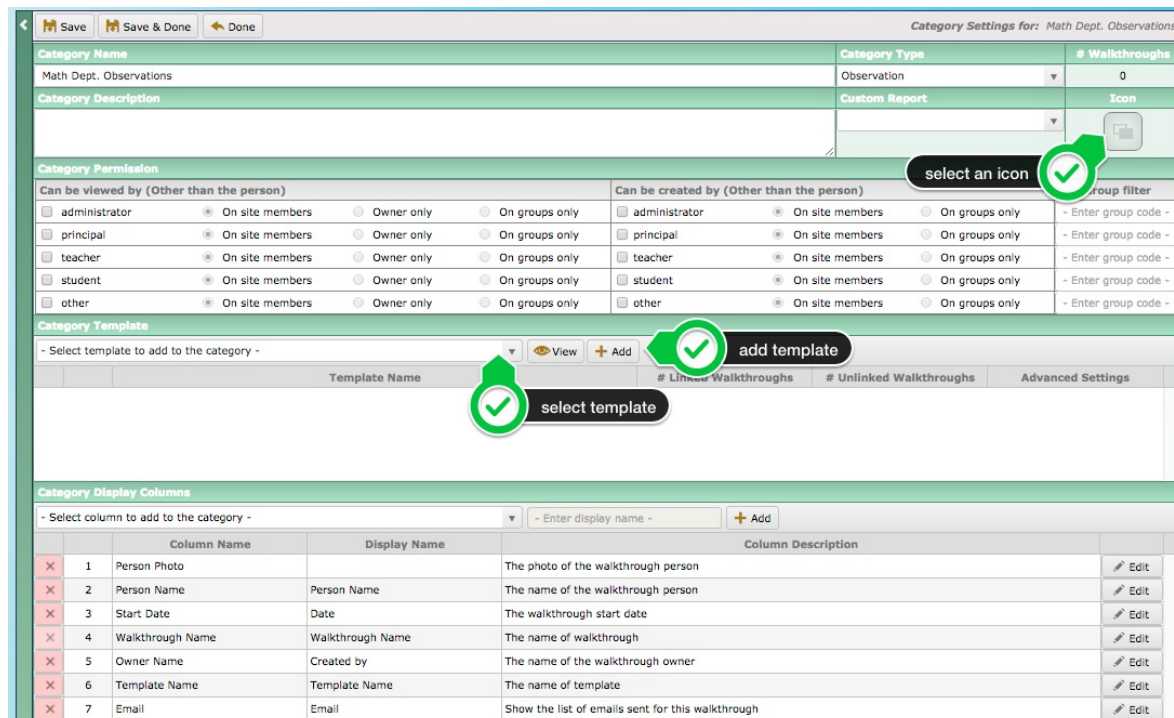 Save Save & Done Done Category Settings for: Math Dept. Observations
Category Name Category Type # Walkthroughs
Math Dept. Observations Observation 0
Category Description Custom Report Icon
select an icon
Category Permission
Can be viewed by (Other than the person) Can be created by (Other than the person) roup filter
administrator On site members Owner only On groups only administrator On site members On groups only - Enter group code -
principal On site members Owner only On groups only principal On site members On groups only - Enter group code -
teacher On site members Owner only On groups only teacher On site members On groups only - Enter group code -
student On site members Owner only On groups only student On site members On groups only - Enter group code -
other On site members Owner only On groups only other On site members On groups only - Enter group code -
Category Template
- Select template to add to the category - View Add add template
Template Name # Linked Walkthroughs # Unlinked Walkthroughs Advanced Settings
select template
Category Display Columns
- Select column to add to the category - - Enter display name - Add
Column Name Display Name Column Description
1 Person Photo The photo of the walkthrough person Edit
2 Person Name Person Name The name of the walkthrough person Edit
3 Start Date Date The walkthrough start date Edit
4 Walkthrough Name Walkthrough Name The name of walkthrough Edit
5 Owner Name Created by The name of the walkthrough owner Edit
6 Template Name Template Name The name of template Edit
7 Email Email Show the list of emails sent for this walkthrough Edit